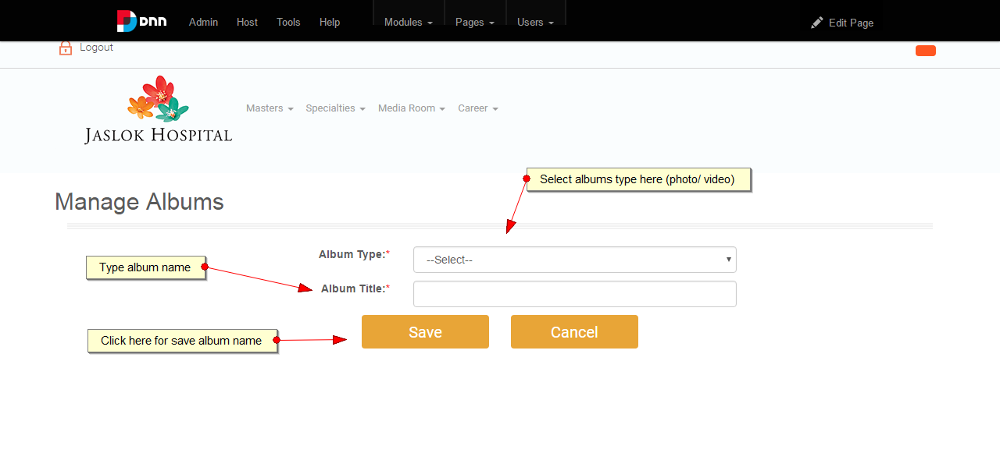 DNN Admin Host Tools Help Modules Pages Users Edit Page
Logout
Masters Specialties Media Room Career
JASLOK HOSPITAL
Select albums type here (photo/ video)
Manage Albums
Album Type:*
--Select--
Type album name
Album Title:*
Click here for save album name
Save Cancel